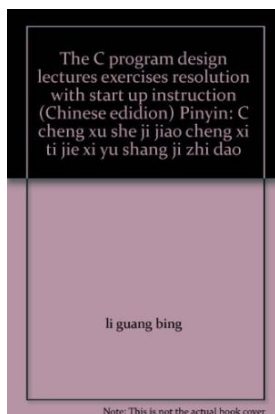 The C program design
lectures exercises resolution
with start up instruction
(Chinese edidion) Pinyin: C
cheng xu she ji jiao cheng xi
ti jie xi yu shang ji zhi dao
li guang bing
Note: This is not the actual book cover